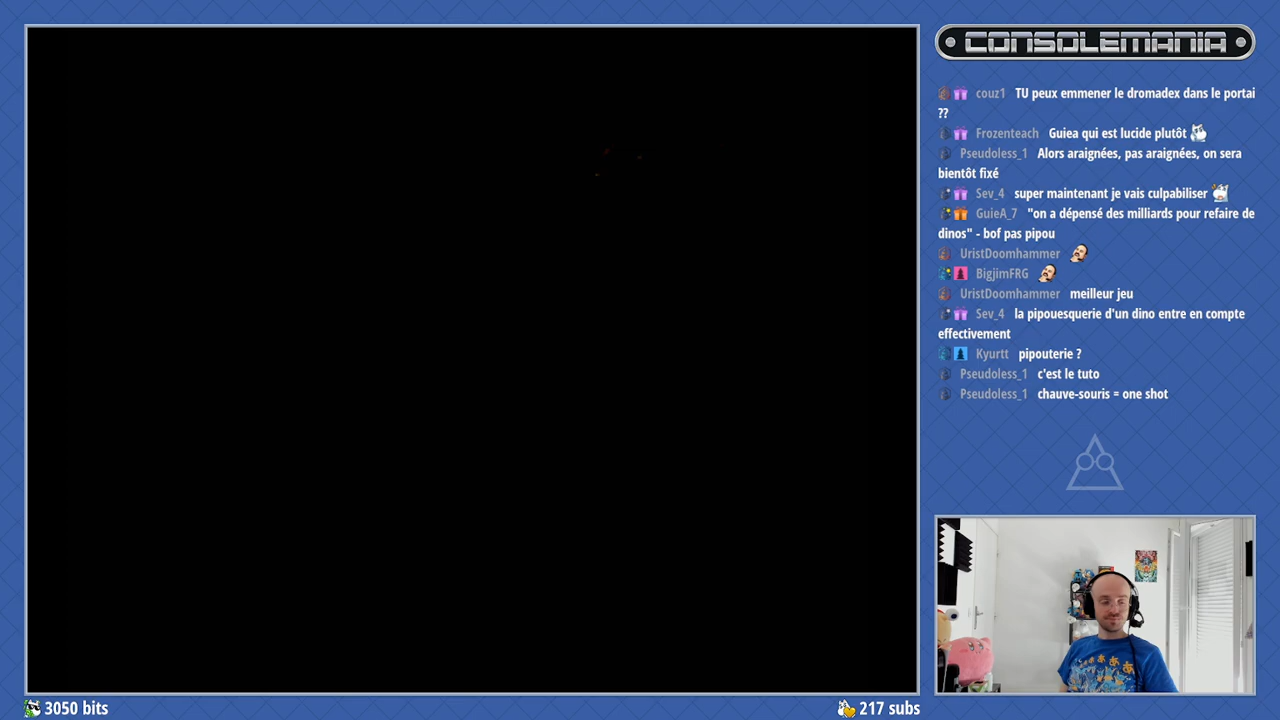 CONSOLEMANIA
couz1 TU peux emmener le dromadex dans le portai
??
Frozenteach Guiea qui est lucide plutôt
Pseudoless_1 Alors araignées, pas araignées, on sera
bientôt fixé
Sev_4 super maintenant je vais culpabiliser
GuieA_7 "on a dépensé des milliards pour refaire de
dinos" - bof pas pipou
UristDoomhammer
BigjimFRG
UristDoomhammer meilleur jeu
Sev_4 la pipouesquerie d'un dino entre en compte
effectivement
Kyurtt pipouterie ?
Pseudoless_1 c'est le tuto
Pseudoless_1 chauve-souris = one shot
3050 bits
217 subs